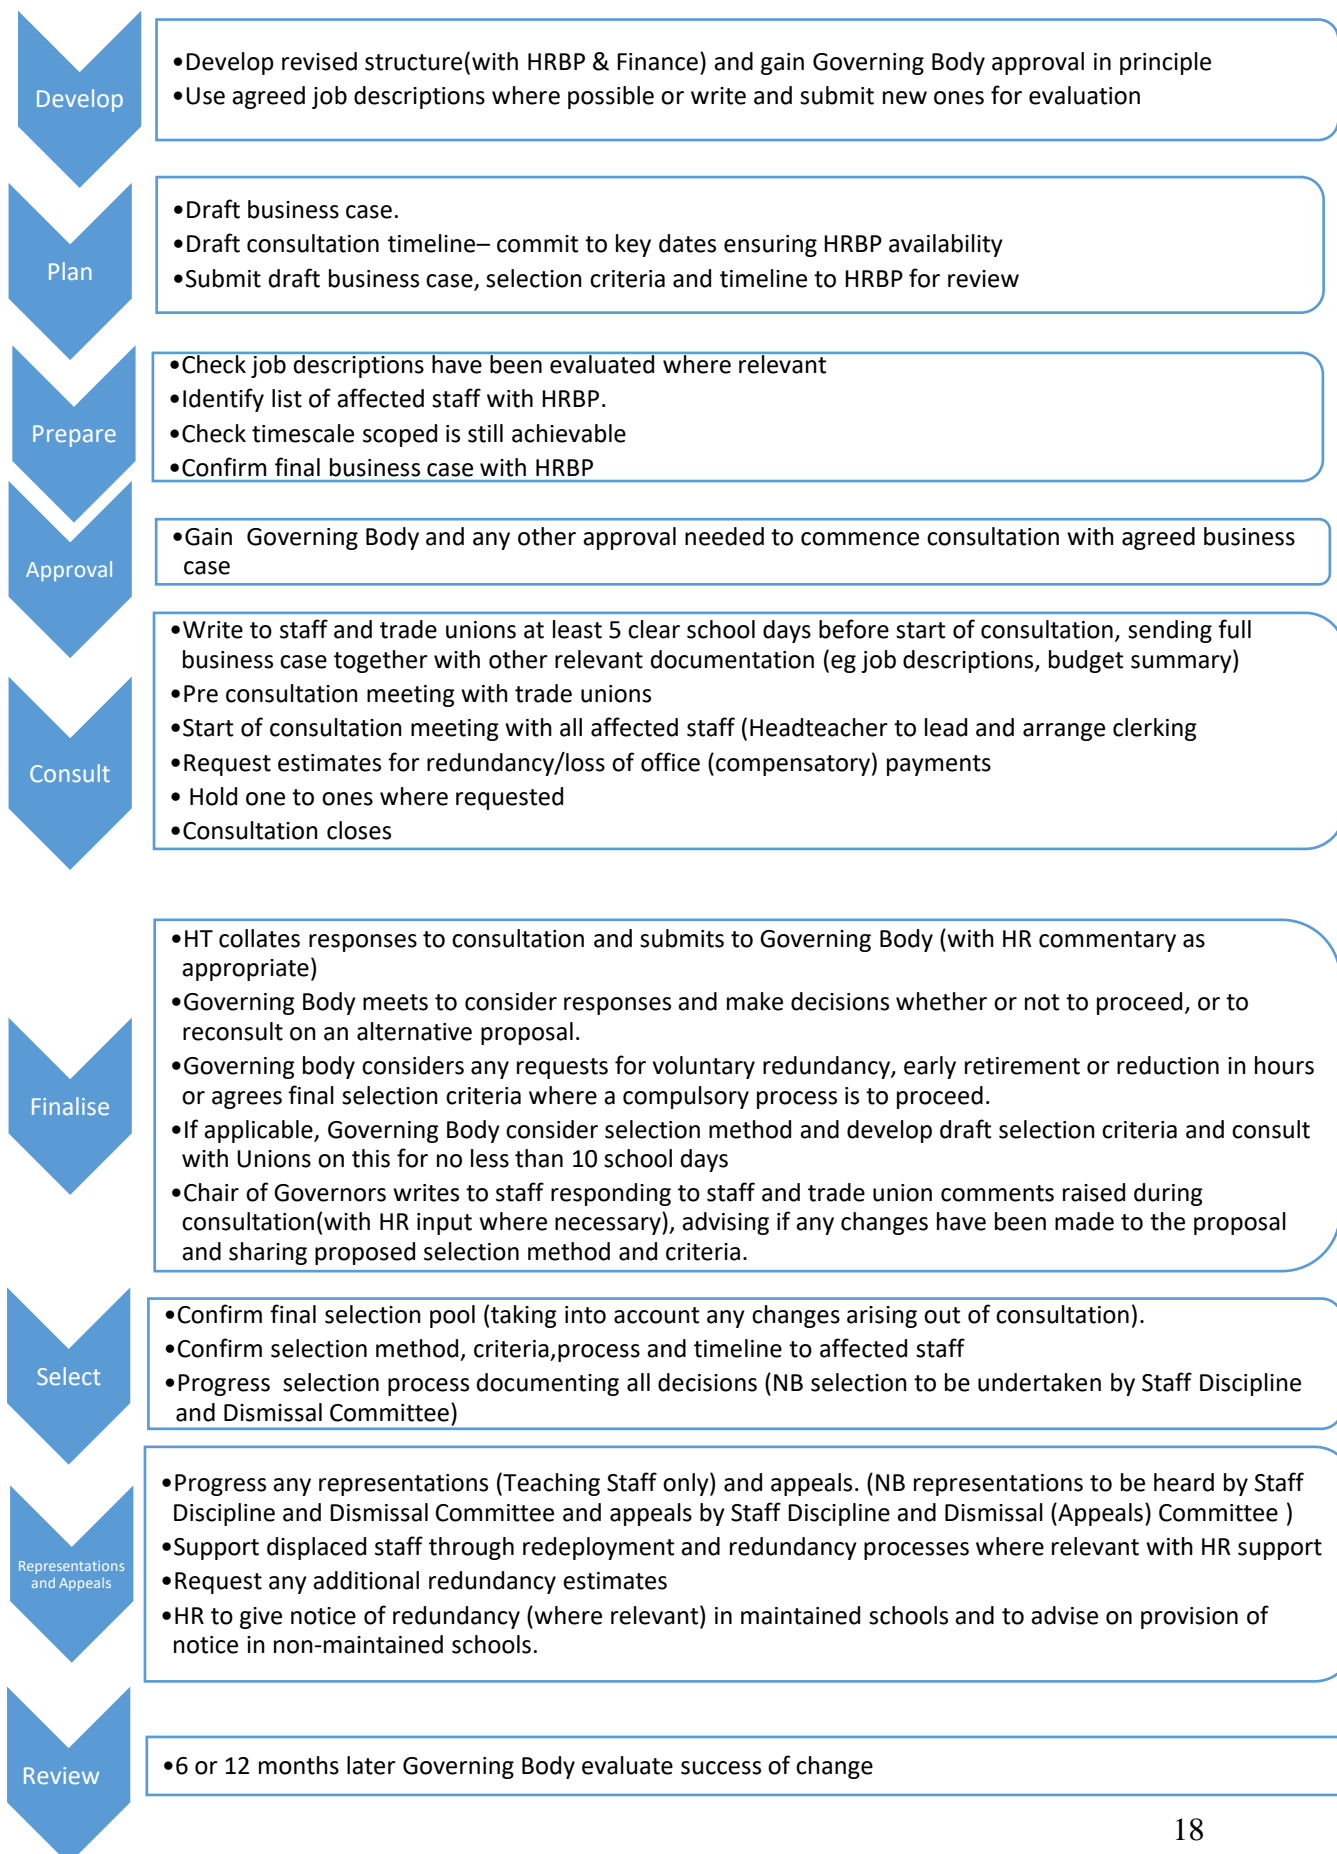 Develop
•Develop revised structure(with HRBP & Finance) and gain Governing Body approval in principle
•Use agreed job descriptions where possible or write and submit new ones for evaluation
Plan
•Draft business case.
•Draft consultation timeline– commit to key dates ensuring HRBP availability
•Submit draft business case, selection criteria and timeline to HRBP for review
Prepare
•Check job descriptions have been evaluated where relevant
•Identify list of affected staff with HRBP.
•Check timescale scoped is still achievable
•Confirm final business case with HRBP
Approval
•Gain  Governing Body and any other approval needed to commence consultation with agreed business
case
Consult
•Write to staff and trade unions at least 5 clear school days before start of consultation, sending full
business case together with other relevant documentation (eg job descriptions, budget summary)
•Pre consultation meeting with trade unions
•Start of consultation meeting with all affected staff (Headteacher to lead and arrange clerking
•Request estimates for redundancy/loss of office (compensatory) payments
• Hold one to ones where requested
•Consultation closes
Finalise
•HT collates responses to consultation and submits to Governing Body (with HR commentary as
appropriate)
•Governing Body meets to consider responses and make decisions whether or not to proceed, or to
reconsult on an alternative proposal.
•Governing body considers any requests for voluntary redundancy, early retirement or reduction in hours
or agrees final selection criteria where a compulsory process is to proceed.
•If applicable, Governing Body consider selection method and develop draft selection criteria and consult
with Unions on this for no less than 10 school days
•Chair of Governors writes to staff responding to staff and trade union comments raised during
consultation(with HR input where necessary), advising if any changes have been made to the proposal
and sharing proposed selection method and criteria.
Select
•Confirm final selection pool (taking into account any changes arising out of consultation).
•Confirm selection method, criteria,process and timeline to affected staff
•Progress  selection process documenting all decisions (NB selection to be undertaken by Staff Discipline
and Dismissal Committee)
Representations
and Appeals
•Progress any representations (Teaching Staff only) and appeals. (NB representations to be heard by Staff
Discipline and Dismissal Committee and appeals by Staff Discipline and Dismissal (Appeals) Committee )
•Support displaced staff through redeployment and redundancy processes where relevant with HR support
•Request any additional redundancy estimates
•HR to give notice of redundancy (where relevant) in maintained schools and to advise on provision of
notice in non-maintained schools.
Review
•6 or 12 months later Governing Body evaluate success of change
18